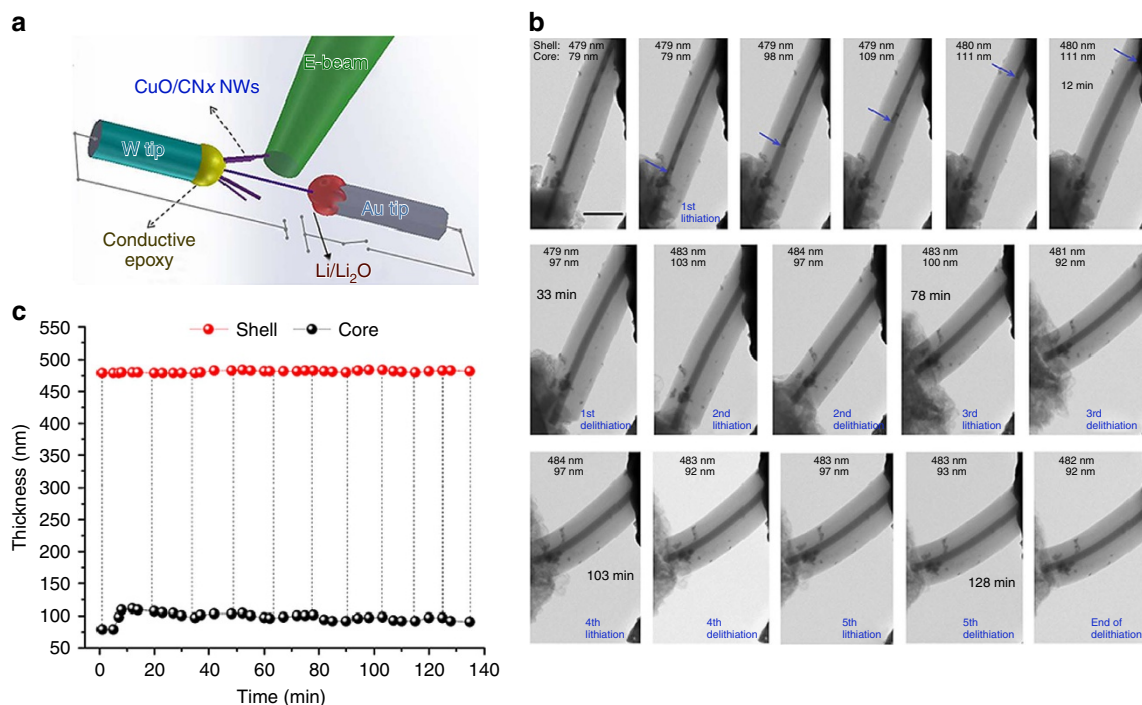 a
E-beam
CuO/CNx NWs
W tip
Au tip
Conductive
epoxy
Li/Li2O
b
Shell: 479 nm
Core: 79 nm
479 nm
79 nm
1st
lithiation
479 nm
98 nm
479 nm
109 nm
480 nm
111 nm
480 nm
111 nm
12 min
479 nm
97 nm
33 min
1st
delithiation
483 nm
103 nm
2nd
lithiation
484 nm
97 nm
2nd
delithiation
483 nm
100 nm
78 min
3rd
lithiation
481 nm
92 nm
3rd
delithiation
484 nm
97 nm
103 min
4th
lithiation
483 nm
92 nm
4th
delithiation
484 nm
97 nm
5th
lithiation
483 nm
93 nm
128 min
5th
delithiation
482 nm
92 nm
End of
delithiation
c
Shell
Core
Thickness (nm)
550
500
450
400
350
300
250
200
150
100
50
0 20 40 60 80 100 120 140
Time (min)